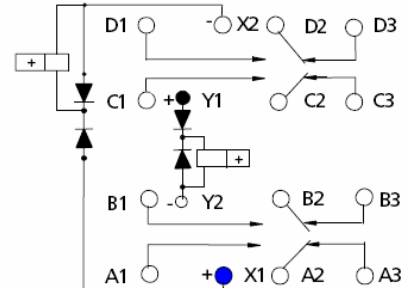 D1 - X2 D2 D3
+
C1 + Y1 C2 C3
+
B1 - Y2 B2 B3
A1 + X1 A2 A3